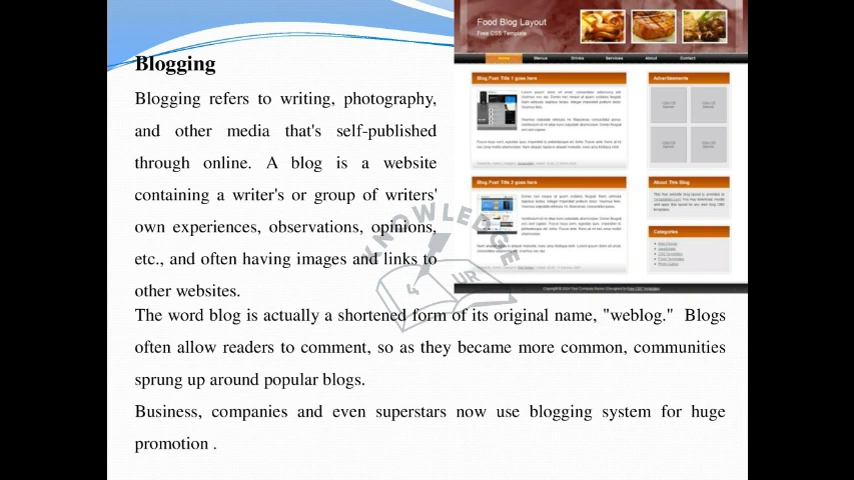 Blogging
Blogging refers to writing, photography,
and other media that's self-published
through online. A blog is a website
containing a writer's or group of writers'
own experiences, observations, opinions,
etc., and often having images and links to
other websites.
The word blog is actually a shortened form of its original name, "weblog." Blogs
often allow readers to comment, so as they became more common, communities
sprung up around popular blogs.
Business, companies and even superstars now use blogging system for huge
promotion .
Food Blog Layout
Free CSS Template
Home Menus Drinks Services About Contact
Blog Post Title 1 goes here
Blog Post Title 2 goes here
Advertisements
About This Blog
Categories
KNOWLEDGE
4 UR